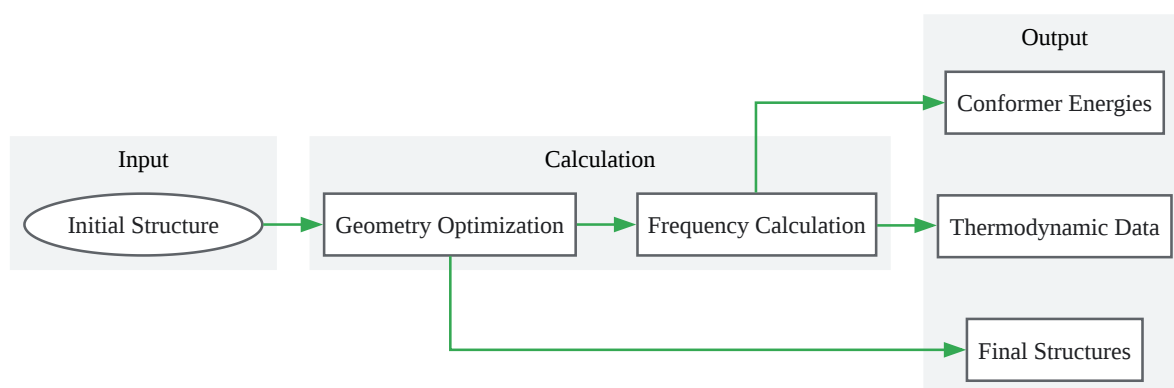 Input
Initial Structure
Calculation
Geometry Optimization
Frequency Calculation
Output
Conformer Energies
Thermodynamic Data
Final Structures